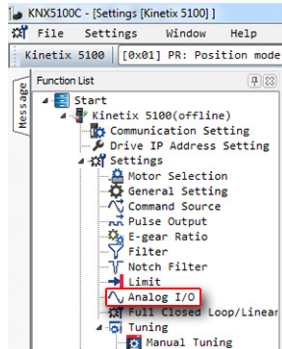 KNX5100C - [Settings [Kinetix 5100] ]
File Settings Window Help
Kinetix 5100 [0x01] PR: Position mode
Message
Function List
Start
Kinetix 5100(offline)
Communication Setting
Drive IP Address Setting
Settings
Motor Selection
General Setting
Command Source
Pulse Output
E-gear Ratio
Filter
Notch Filter
Limit
Analog I/O
Full Closed Loop/Linear
Tuning
Manual Tuning